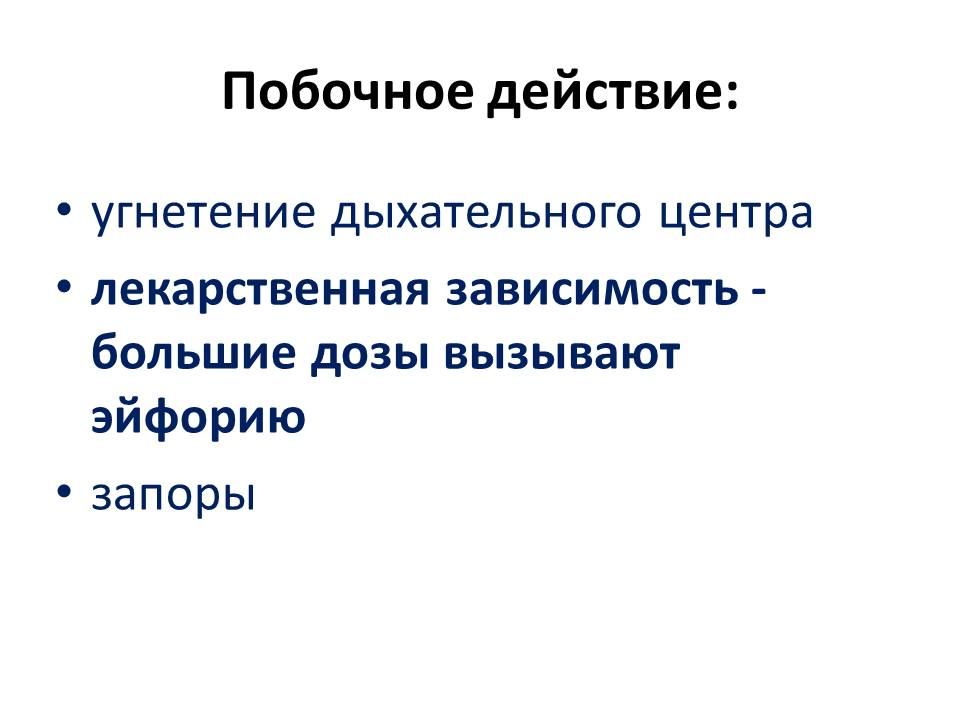 Побочное действие:
• угнетение дыхательного центра
• лекарственная зависимость -
большие дозы вызывают
эйфорию
• запоры